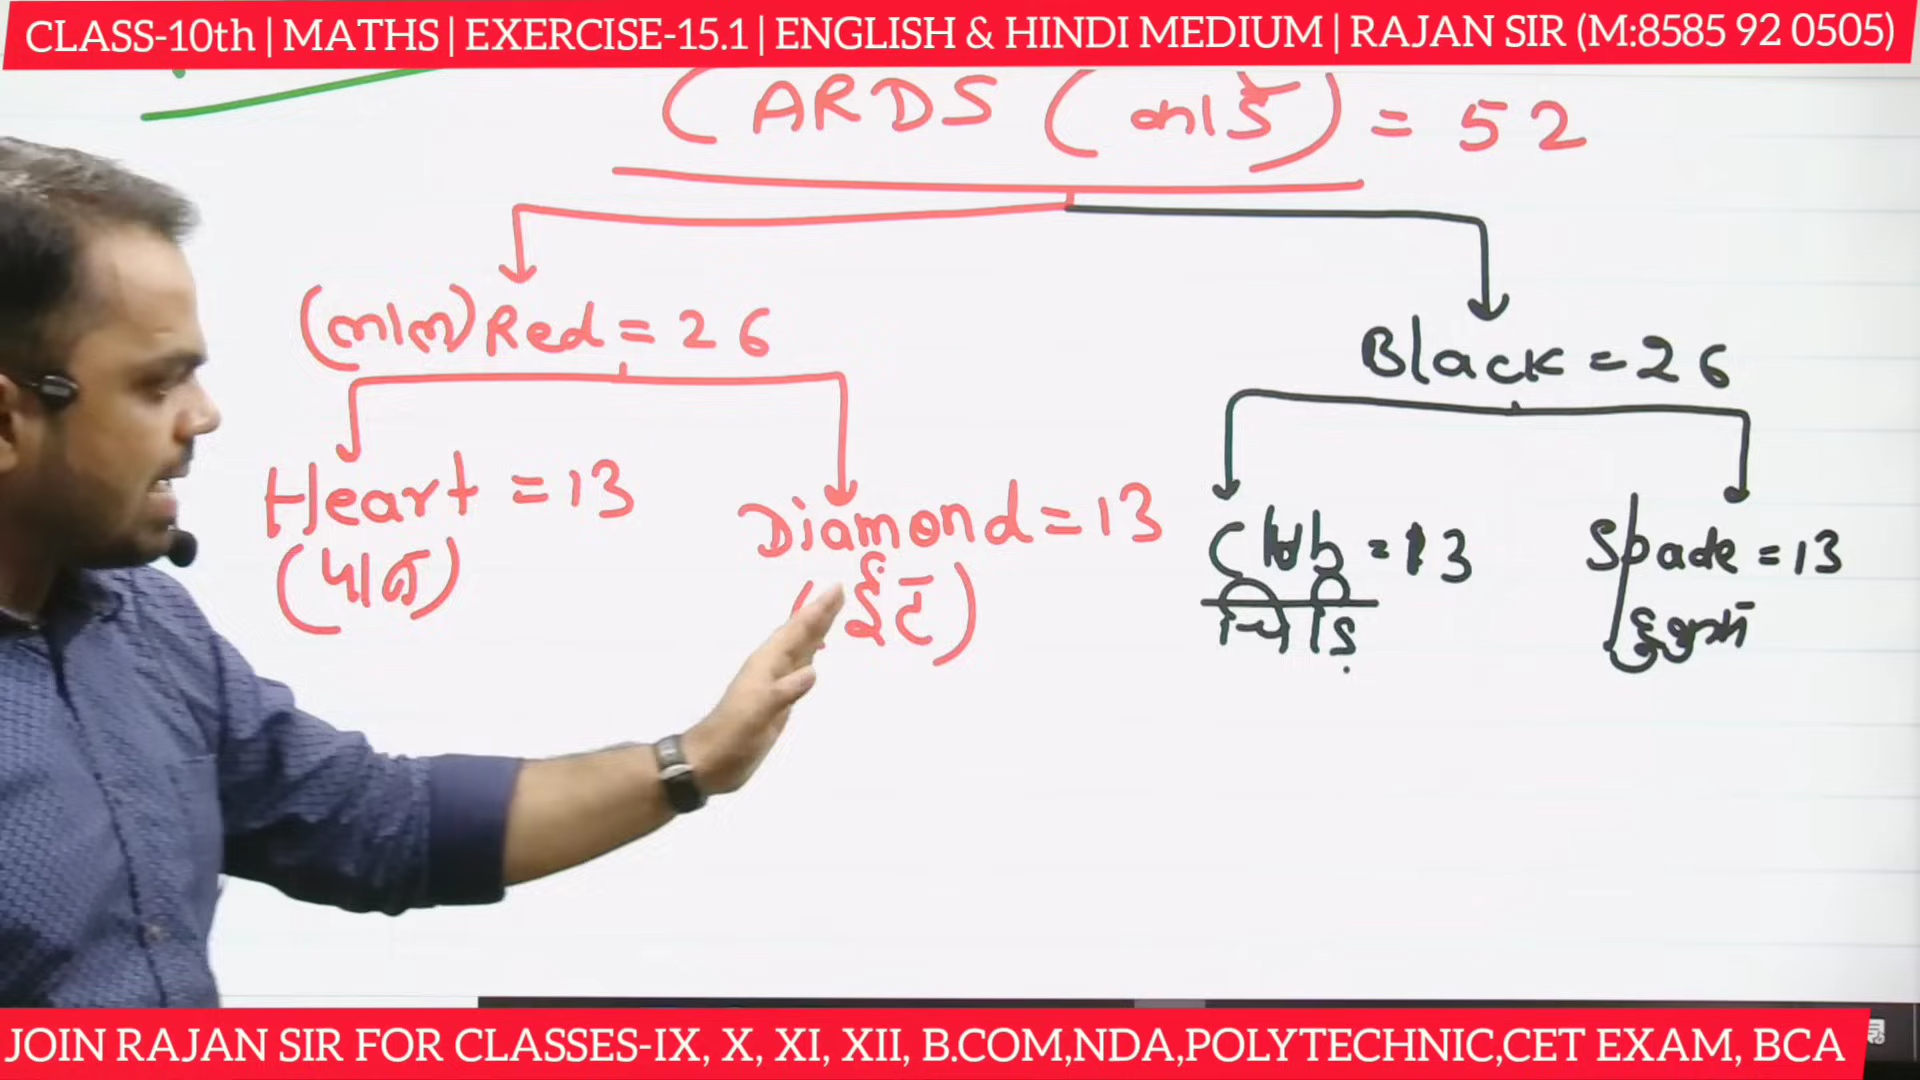 CLASS-10th | MATHS | EXERCISE-15.1 | ENGLISH & HINDI MEDIUM | RAJAN SIR (M:8585 92 0505)
CARDS (कार्ड) = 52
(लाल) Red = 26
Black = 26
Heart = 13
(पान)
Diamond = 13
(ईंट)
Club = 13
चिड़ि
Spade = 13
हुकुम
JOIN RAJAN SIR FOR CLASSES-IX, X, XI, XII, B.COM,NDA,POLYTECHNIC,CET EXAM, BCA